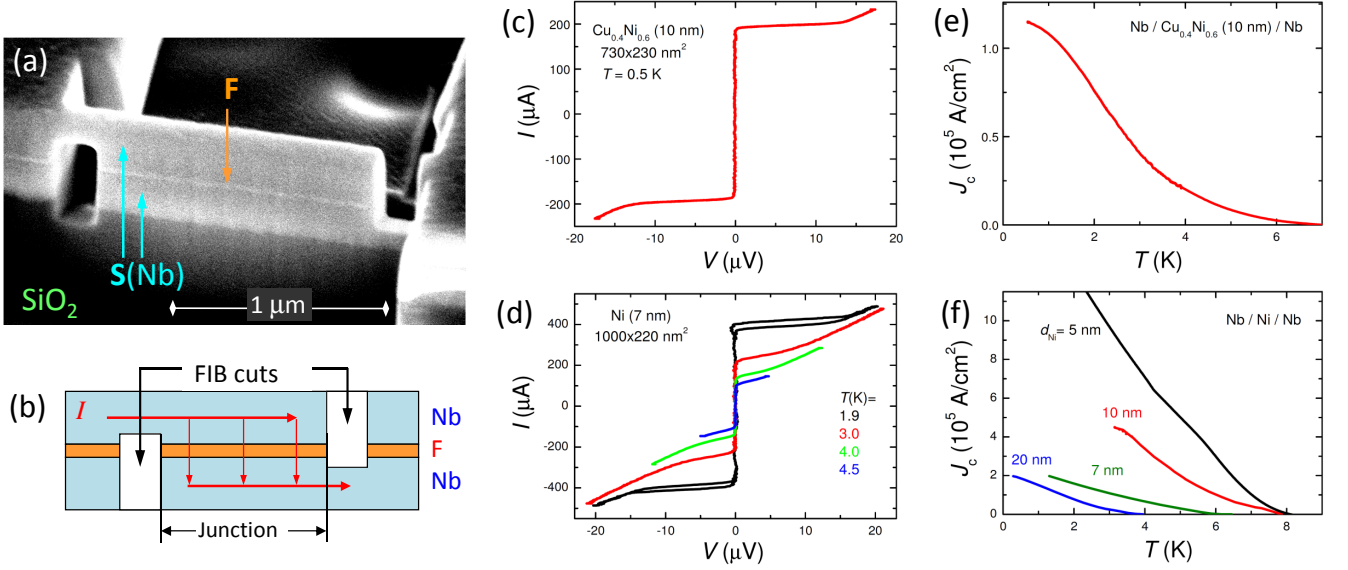 (a)
F
S(Nb)
SiO₂
1 μm
(b)
FIB cuts
I
Nb
F
Nb
Junction
(c)
Cu₀.₄Ni₀.₆ (10 nm)
730x230 nm²
T = 0.5 K
200
100
0
-100
-200
I (μA)
-20
-10
0
10
20
V (μV)
(d)
Ni (7 nm)
1000x220 nm²
T(K)=
1.9
3.0
4.0
4.5
400
200
0
-200
-400
I (μA)
-20
-10
0
10
20
V (μV)
(e)
Nb / Cu₀.₄Ni₀.₆ (10 nm) / Nb
1.0
0.5
0.0
J_c (10⁵ A/cm²)
0
2
4
6
T (K)
(f)
Nb / Ni / Nb
d_Ni= 5 nm
10 nm
7 nm
20 nm
10
8
6
4
2
0
J_c (10⁵ A/cm²)
0
2
4
6
8
T (K)